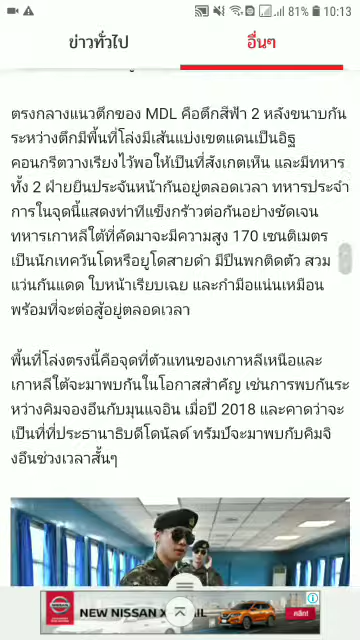 81% 10:13
ข่าวทั่วไป อื่นๆ
ตรงกลางแนวตึกของ MDL คือตึกสีฟ้า 2 หลังขนาบกัน
ระหว่างตึกมีพื้นที่โล่งมีเส้นแบ่งเขตแดนเป็นอิฐ
คอนกรีตวางเรียงไว้พอให้เป็นที่สังเกตเห็น และมีทหาร
ทั้ง 2 ฝ่ายยืนประจันหน้ากันอยู่ตลอดเวลา ทหารประจำ
การในจุดนี้แสดงท่าทีแข็งกร้าวต่อกันอย่างชัดเจน
ทหารเกาหลีใต้ที่คัดมาจะมีความสูง 170 เซนติเมตร
เป็นนักเทควันโดหรือยูโดสายดำ มีปืนพกติดตัว สวม
แว่นกันแดด ใบหน้าเรียบเฉย และกำมือแน่นเหมือน
พร้อมที่จะต่อสู้อยู่ตลอดเวลา
พื้นที่โล่งตรงนี้คือจุดที่ตัวแทนของเกาหลีเหนือและ
เกาหลีใต้จะมาพบกันในโอกาสสำคัญ เช่นการพบกันระ
หว่างคิมจองอึนกับมุนแจอิน เมื่อปี 2018 และคาดว่าจะ
เป็นที่ที่ประธานาธิบดีโดนัลด์ ทรัมป์จะมาพบกับคิมจิ
งอึนช่วงเวลาสั้นๆ
NISSAN NEW NISSAN X IL คลิก!